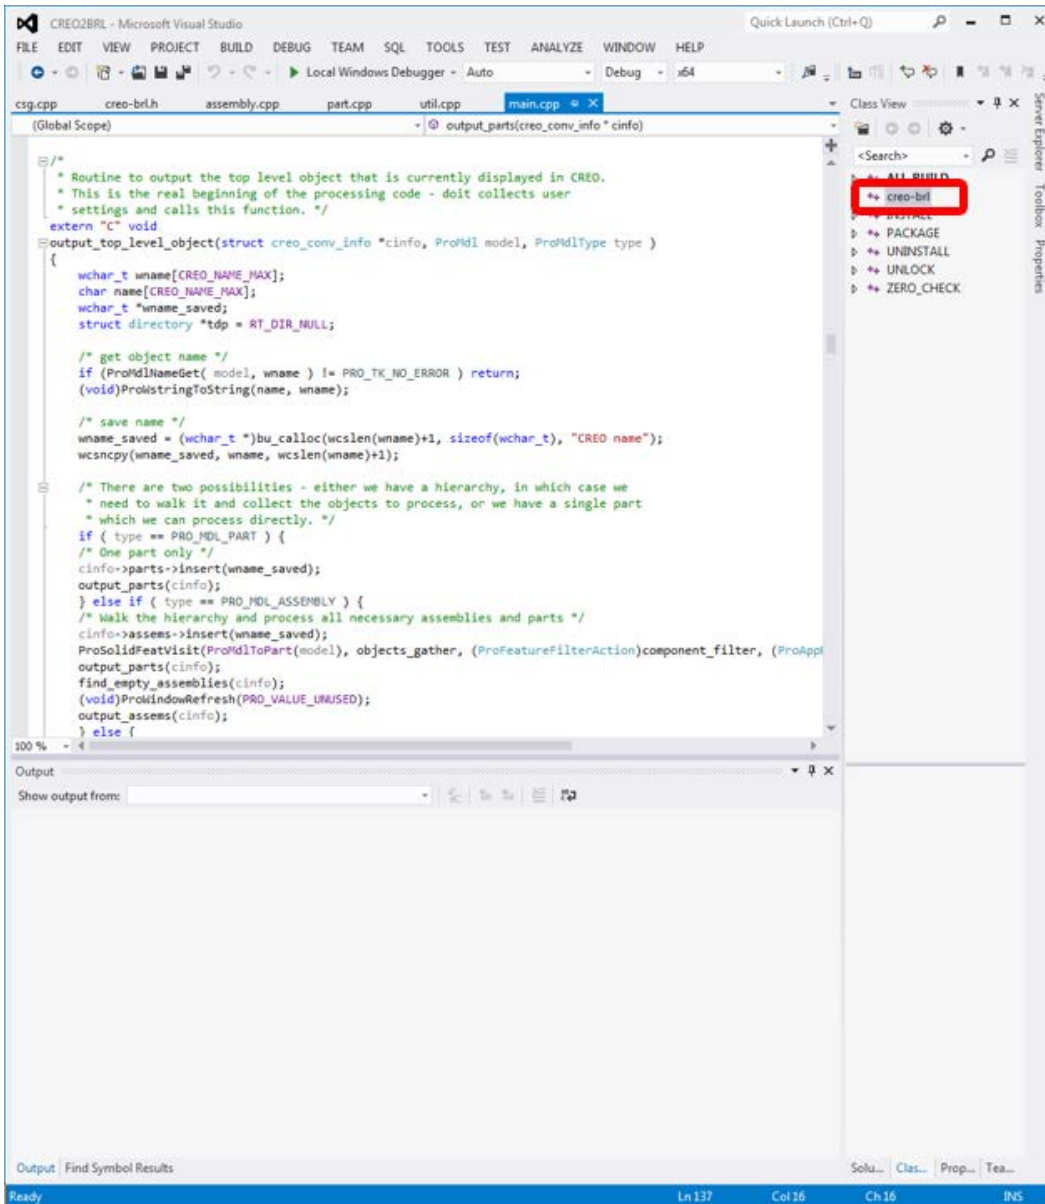 CREO2BRL - Microsoft Visual Studio
Quick Launch (Ctrl+Q)
FILE EDIT VIEW PROJECT BUILD DEBUG TEAM SQL TOOLS TEST ANALYZE WINDOW HELP
Local Windows Debugger Auto Debug x64
csg.cpp creo-brl.h assembly.cpp part.cpp util.cpp main.cpp
(Global Scope) output_parts(creo_conv_info * cinfo)
/*
* Routine to output the top level object that is currently displayed in CREO.
* This is the real beginning of the processing code - doit collects user
* settings and calls this function. */
extern "C" void
output_top_level_object(struct creo_conv_info *cinfo, ProMdl model, ProMdlType type )
{
wchar_t wname[CREO_NAME_MAX];
char name[CREO_NAME_MAX];
wchar_t *wname_saved;
struct directory *tdp = RT_DIR_NULL;
/* get object name */
if (ProMdlNameGet( model, wname ) != PRO_TK_NO_ERROR ) return;
(void)ProWstringToString(name, wname);
/* save name */
wname_saved = (wchar_t *)bu_calloc(wcslen(wname)+1, sizeof(wchar_t), "CREO name");
wcsncpy(wname_saved, wname, wcslen(wname)+1);
/* There are two possibilities - either we have a hierarchy, in which case we
* need to walk it and collect the objects to process, or we have a single part
* which we can process directly. */
if ( type == PRO_MDL_PART ) {
/* One part only */
cinfo->parts->insert(wname_saved);
output_parts(cinfo);
} else if ( type == PRO_MDL_ASSEMBLY ) {
/* Walk the hierarchy and process all necessary assemblies and parts */
cinfo->assems->insert(wname_saved);
ProSolidFeatVisit(ProMdlToPart(model), objects_gather, (ProFeatureFilterAction)component_filter, (ProAppl
output_parts(cinfo);
find_empty_assemblies(cinfo);
(void)ProWindowRefresh(PRO_VALUE_UNUSED);
output_assems(cinfo);
} else {
100 %
Output
Show output from:
Output Find Symbol Results
Class View
<Search>
ALL_BUILD
creo-brl
INSTALL
PACKAGE
UNINSTALL
UNLOCK
ZERO_CHECK
Server Explorer
Toolbox
Properties
Solu... Clas... Prop... Tea...
Ready Ln 137 Col 16 Ch 16 INS